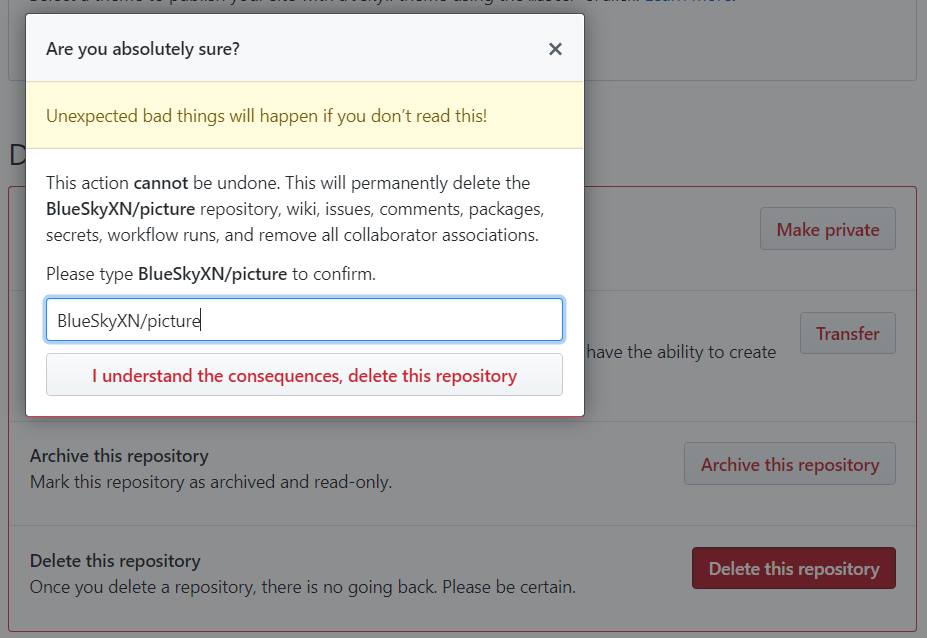 Are you absolutely sure?
Unexpected bad things will happen if you don’t read this!
This action cannot be undone. This will permanently delete the
BlueSkyXN/picture repository, wiki, issues, comments, packages,
secrets, workflow runs, and remove all collaborator associations.
Please type BlueSkyXN/picture to confirm.
BlueSkyXN/picture
I understand the consequences, delete this repository
D
Make private
Transfer
have the ability to create
Archive this repository
Mark this repository as archived and read-only.
Archive this repository
Delete this repository
Once you delete a repository, there is no going back. Please be certain.
Delete this repository